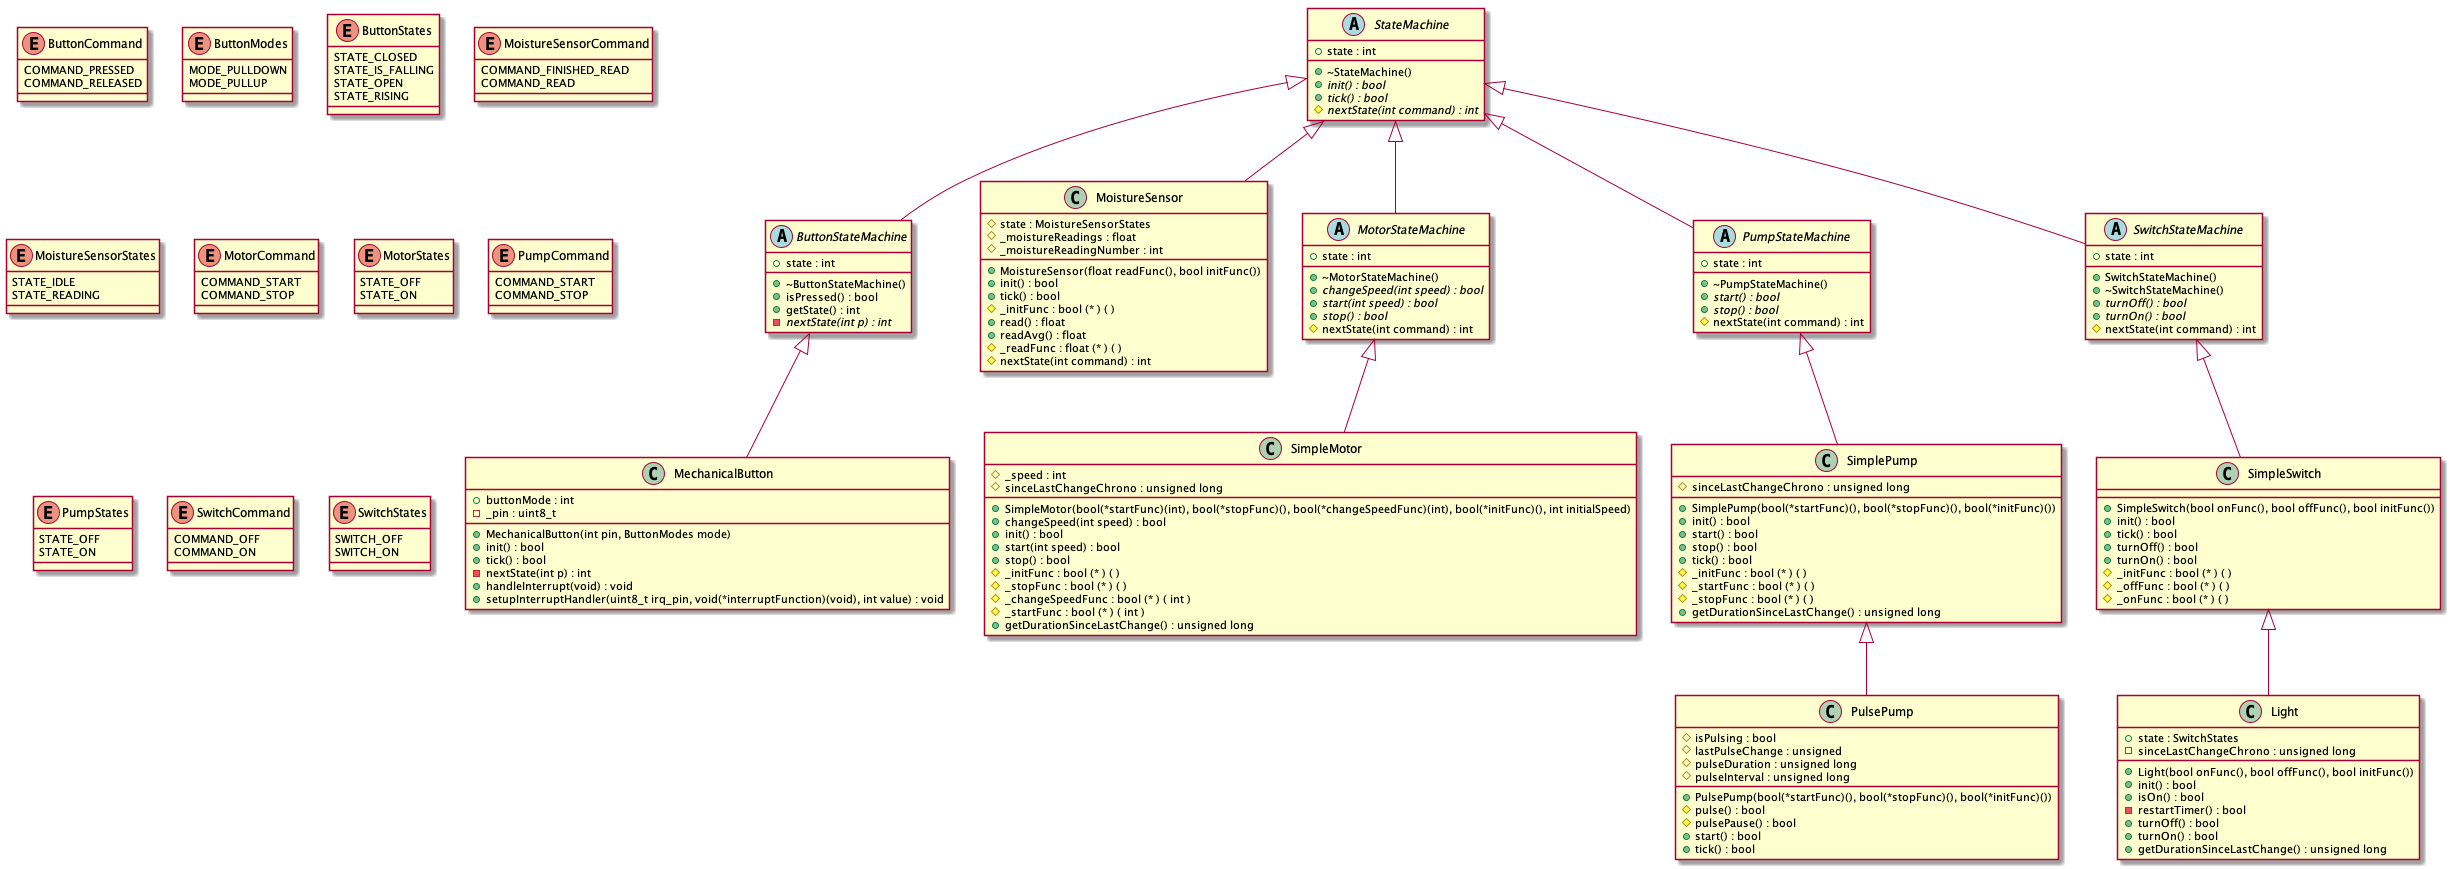 E ButtonCommand
COMMAND_PRESSED
COMMAND_RELEASED
E ButtonModes
MODE_PULLDOWN
MODE_PULLUP
E ButtonStates
STATE_CLOSED
STATE_IS_FALLING
STATE_OPEN
STATE_RISING
E MoistureSensorCommand
COMMAND_FINISHED_READ
COMMAND_READ
A StateMachine
state : int
~StateMachine()
init() : bool
tick() : bool
nextState(int command) : int
E MoistureSensorStates
STATE_IDLE
STATE_READING
E MotorCommand
COMMAND_START
COMMAND_STOP
E MotorStates
STATE_OFF
STATE_ON
E PumpCommand
COMMAND_START
COMMAND_STOP
A ButtonStateMachine
state : int
~ButtonStateMachine()
isPressed() : bool
getState() : int
nextState(int p) : int
C MoistureSensor
state : MoistureSensorStates
_moistureReadings : float
_moistureReadingNumber : int
MoistureSensor(float readFunc(), bool initFunc())
init() : bool
tick() : bool
_initFunc : bool (* ) ( )
read() : float
readAvg() : float
_readFunc : float (* ) ( )
nextState(int command) : int
A MotorStateMachine
state : int
~MotorStateMachine()
changeSpeed(int speed) : bool
start(int speed) : bool
stop() : bool
nextState(int command) : int
A PumpStateMachine
state : int
~PumpStateMachine()
start() : bool
stop() : bool
nextState(int command) : int
A SwitchStateMachine
state : int
SwitchStateMachine()
~SwitchStateMachine()
turnOff() : bool
turnOn() : bool
nextState(int command) : int
E PumpStates
STATE_OFF
STATE_ON
E SwitchCommand
COMMAND_OFF
COMMAND_ON
E SwitchStates
SWITCH_OFF
SWITCH_ON
C MechanicalButton
buttonMode : int
_pin : uint8_t
MechanicalButton(int pin, ButtonModes mode)
init() : bool
tick() : bool
nextState(int p) : int
handleInterrupt(void) : void
setupInterruptHandler(uint8_t irq_pin, void(*interruptFunction)(void), int value) : void
C SimpleMotor
_speed : int
sinceLastChangeChrono : unsigned long
SimpleMotor(bool(*startFunc)(int), bool(*stopFunc)(), bool(*changeSpeedFunc)(int), bool(*initFunc)(), int initialSpeed)
changeSpeed(int speed) : bool
init() : bool
start(int speed) : bool
stop() : bool
_initFunc : bool (* ) ( )
_stopFunc : bool (* ) ( )
_changeSpeedFunc : bool (* ) ( int )
_startFunc : bool (* ) ( int )
getDurationSinceLastChange() : unsigned long
C SimplePump
sinceLastChangeChrono : unsigned long
SimplePump(bool(*startFunc)(), bool(*stopFunc)(), bool(*initFunc)())
init() : bool
start() : bool
stop() : bool
tick() : bool
_initFunc : bool (* ) ( )
_startFunc : bool (* ) ( )
_stopFunc : bool (* ) ( )
getDurationSinceLastChange() : unsigned long
C SimpleSwitch
SimpleSwitch(bool onFunc(), bool offFunc(), bool initFunc())
init() : bool
tick() : bool
turnOff() : bool
turnOn() : bool
_initFunc : bool (* ) ( )
_offFunc : bool (* ) ( )
_onFunc : bool (* ) ( )
C PulsePump
isPulsing : bool
lastPulseChange : unsigned
pulseDuration : unsigned long
pulseInterval : unsigned long
PulsePump(bool(*startFunc)(), bool(*stopFunc)(), bool(*initFunc)())
pulse() : bool
pulsePause() : bool
start() : bool
tick() : bool
C Light
state : SwitchStates
sinceLastChangeChrono : unsigned long
Light(bool onFunc(), bool offFunc(), bool initFunc())
init() : bool
isOn() : bool
restartTimer() : bool
turnOff() : bool
turnOn() : bool
getDurationSinceLastChange() : unsigned long